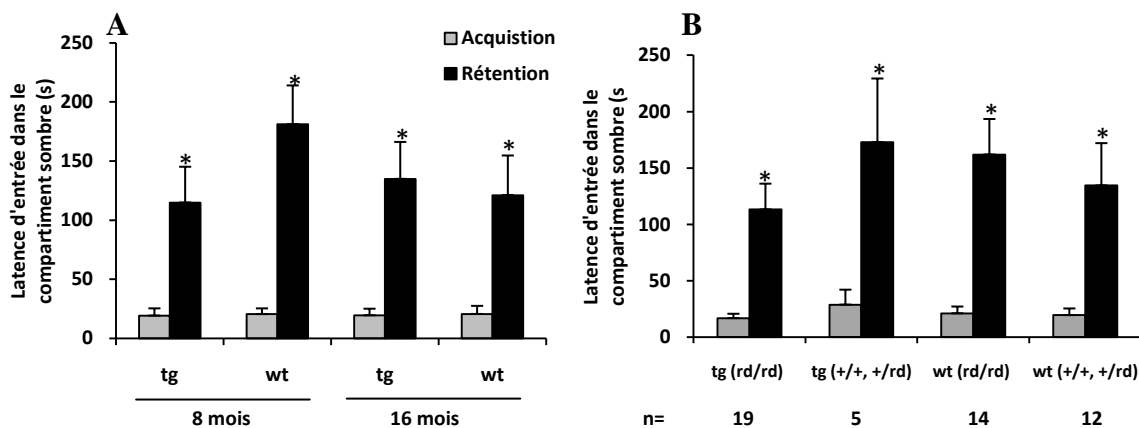 A
Acquistion
Rétention
Latence d'entrée dans le
compartiment sombre (s)
250
200
150
100
50
0
*
*
*
*
tg
wt
tg
wt
8 mois
16 mois
B
Latence d'entrée dans le
compartiment sombre (s
250
200
150
100
50
0
*
*
*
*
tg (rd/rd)
tg (+/+, +/rd)
wt (rd/rd)
wt (+/+, +/rd)
n=
19
5
14
12